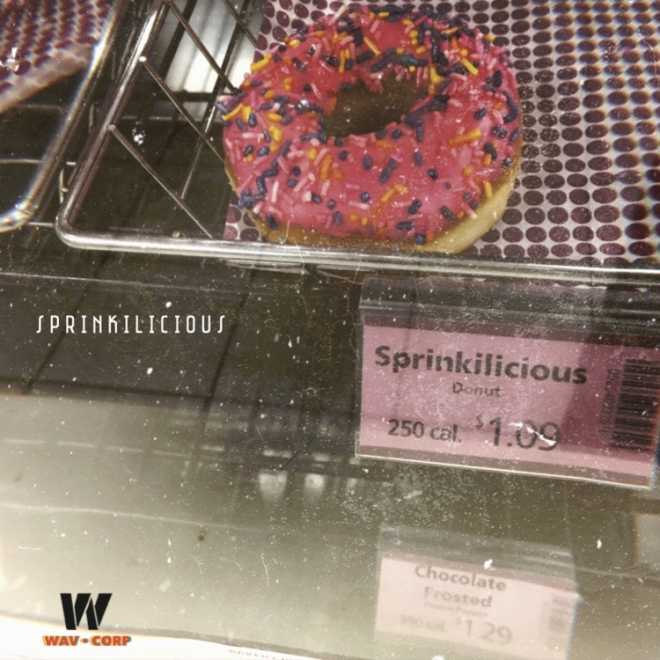 SPRINKILICIOUS
Sprinkilicious
Donut
250 cal. $1.09
Chocolate
Frosted
$1.29
W
WAV-CORP